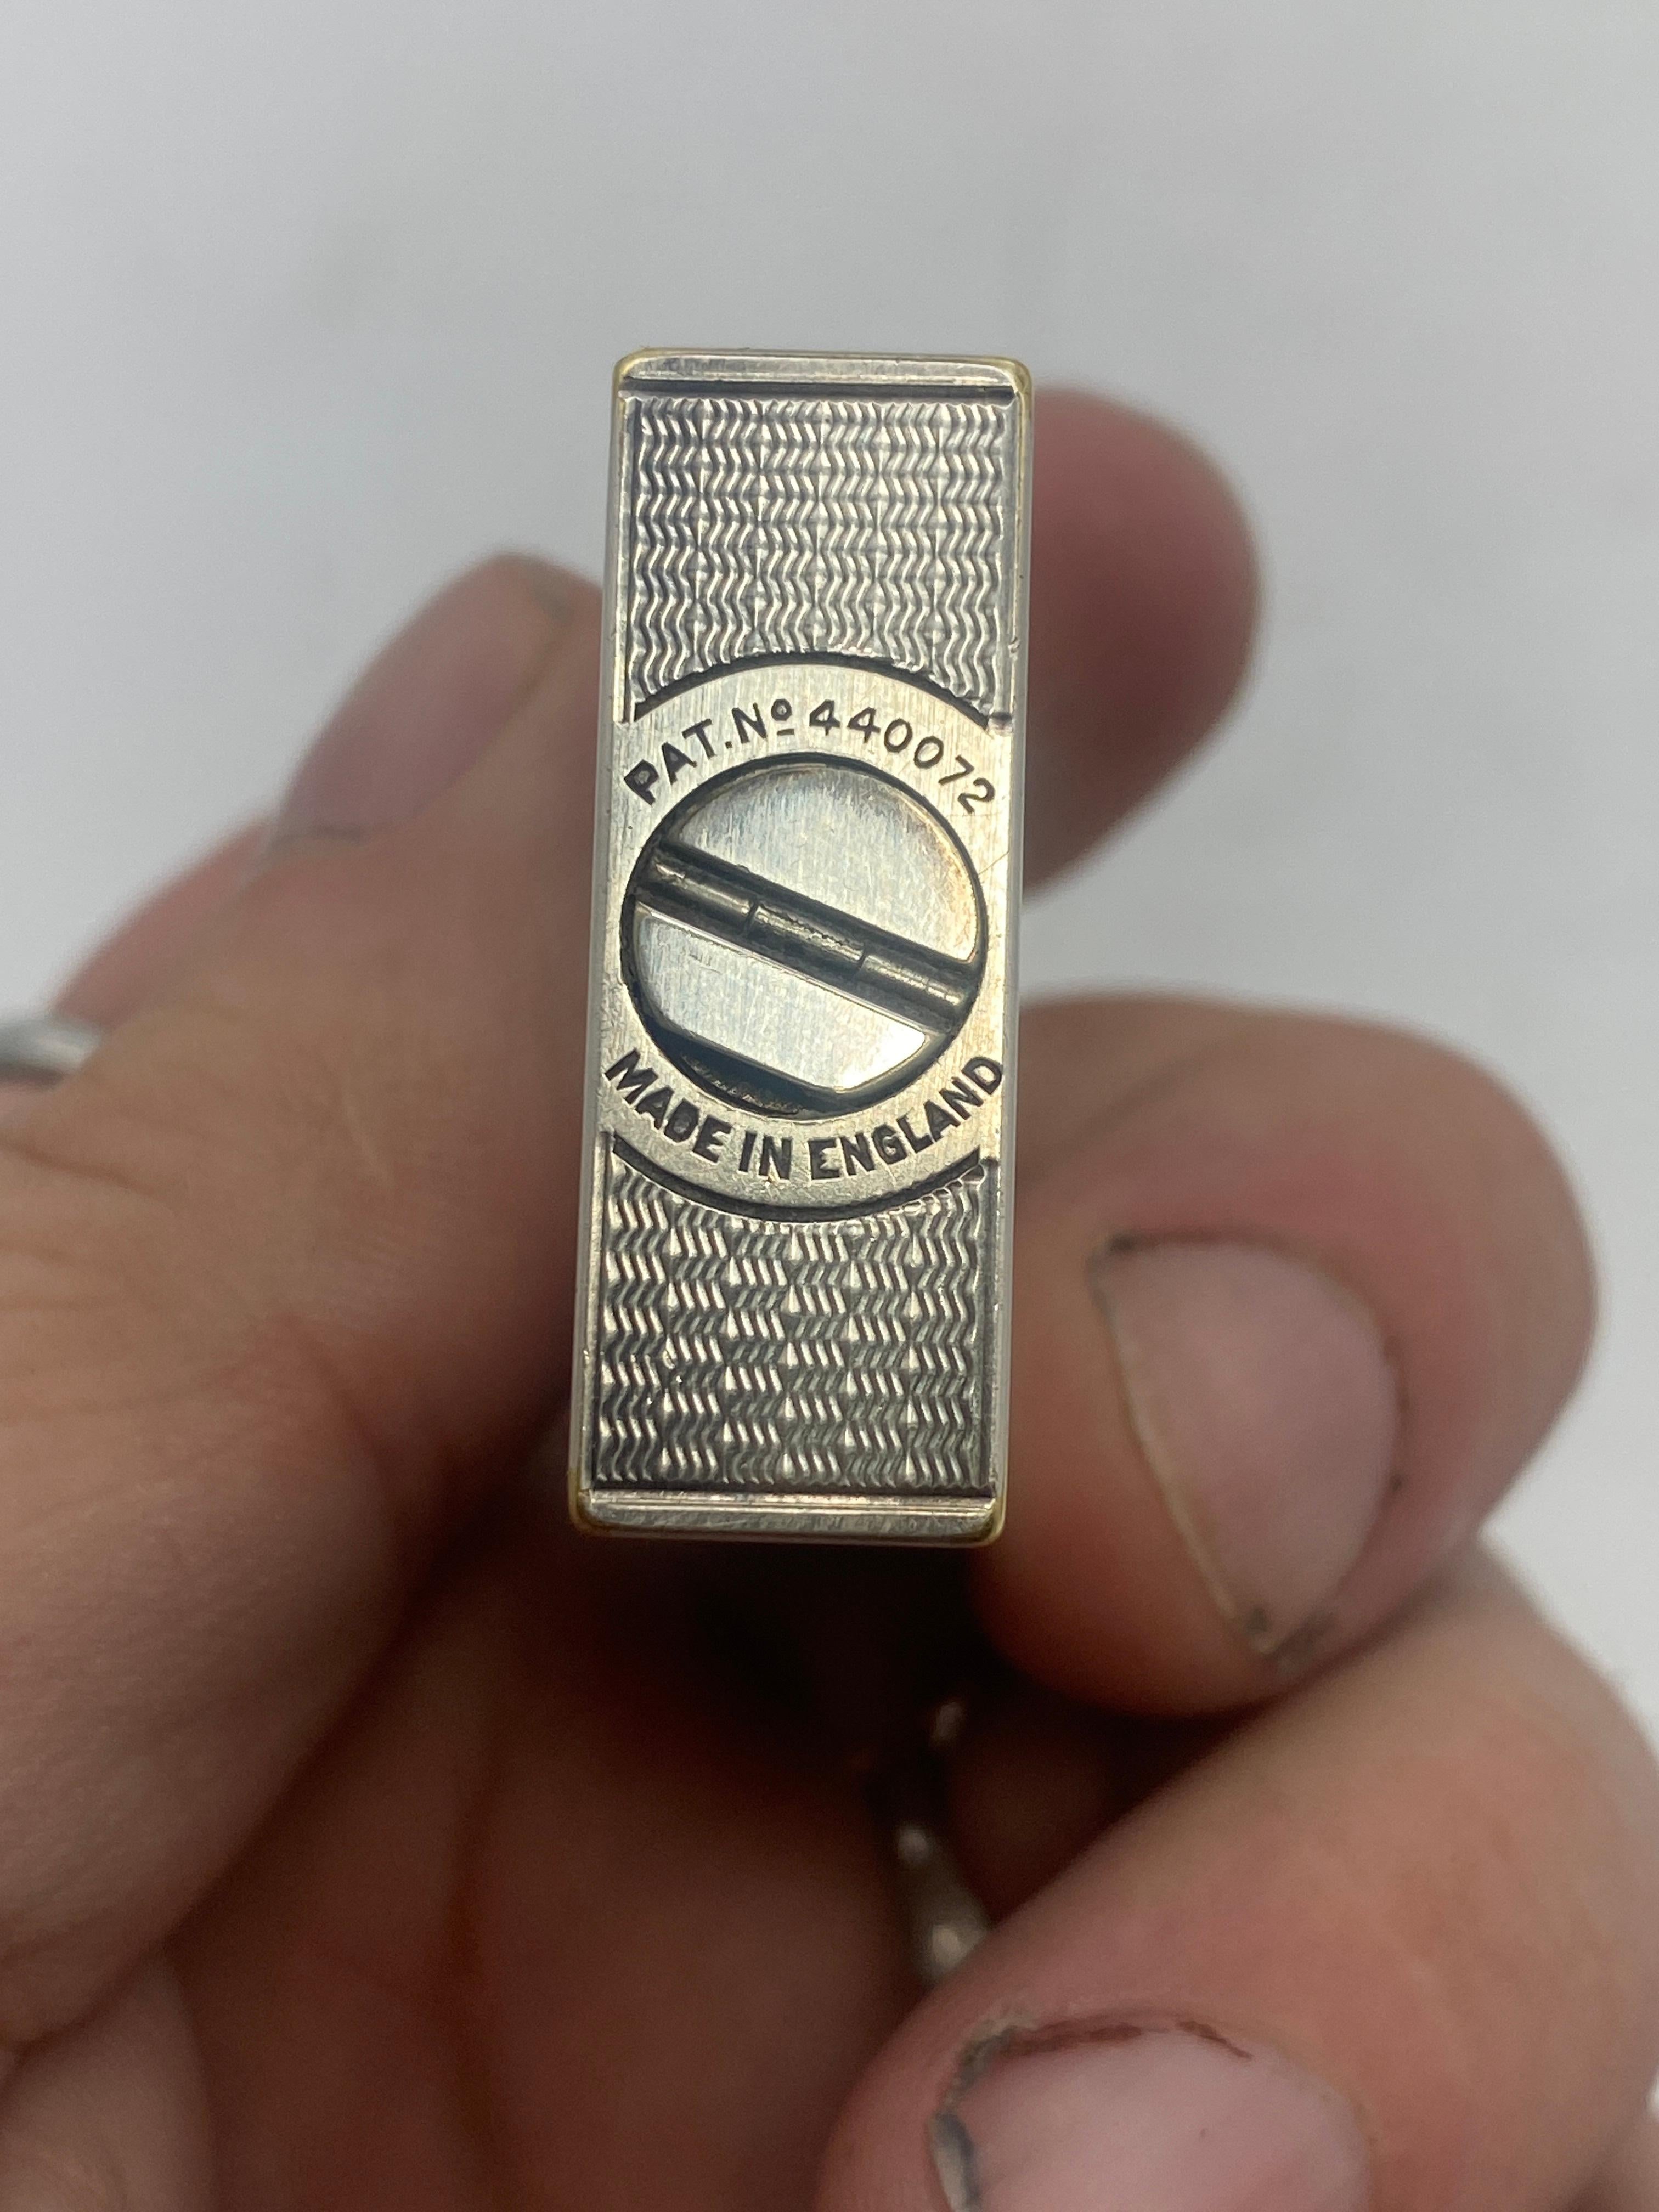 PAT. Nº 440072
MADE IN ENGLAND